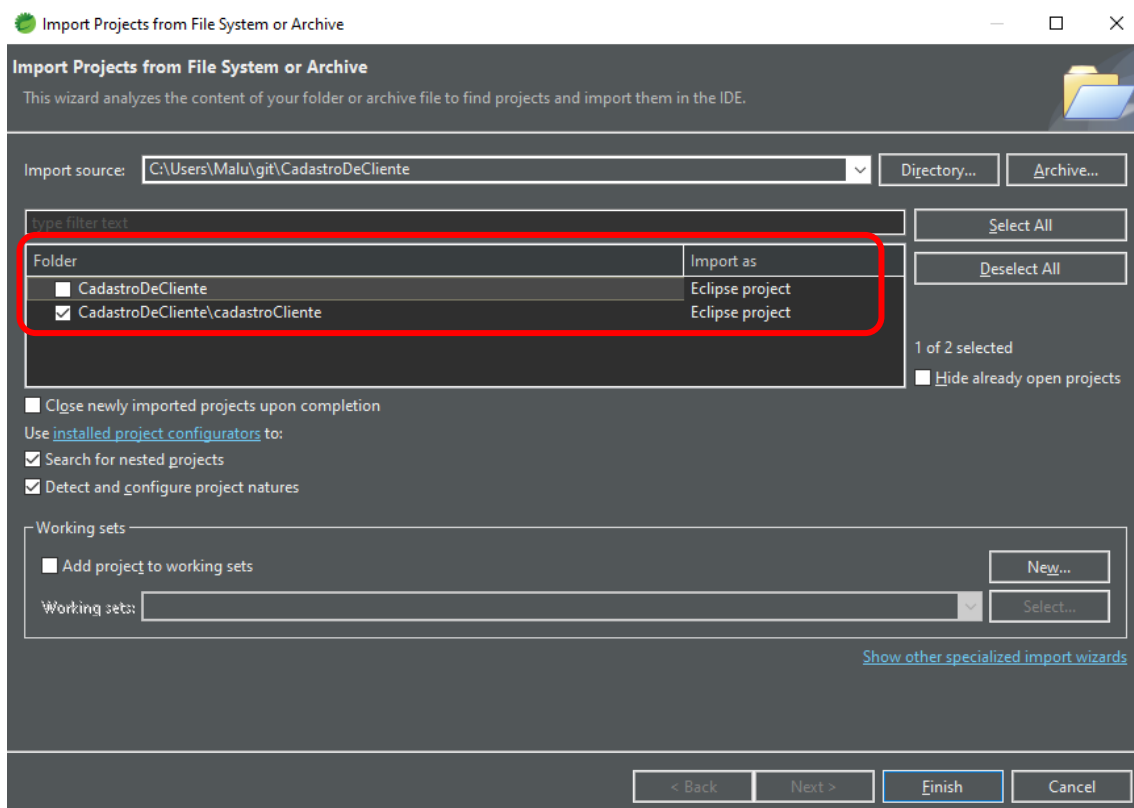 Import Projects from File System or Archive
Import Projects from File System or Archive
This wizard analyzes the content of your folder or archive file to find projects and import them in the IDE.
Import source: C:\Users\Malu\git\CadastroDeCliente Directory... Archive...
type filter text Select All
Folder Import as Deselect All
CadastroDeCliente Eclipse project
CadastroDeCliente\cadastroCliente Eclipse project
1 of 2 selected
Hide already open projects
Close newly imported projects upon completion
Use installed project configurators to:
Search for nested projects
Detect and configure project natures
Working sets
Add project to working sets New...
Working sets: Select...
Show other specialized import wizards
< Back Next > Finish Cancel